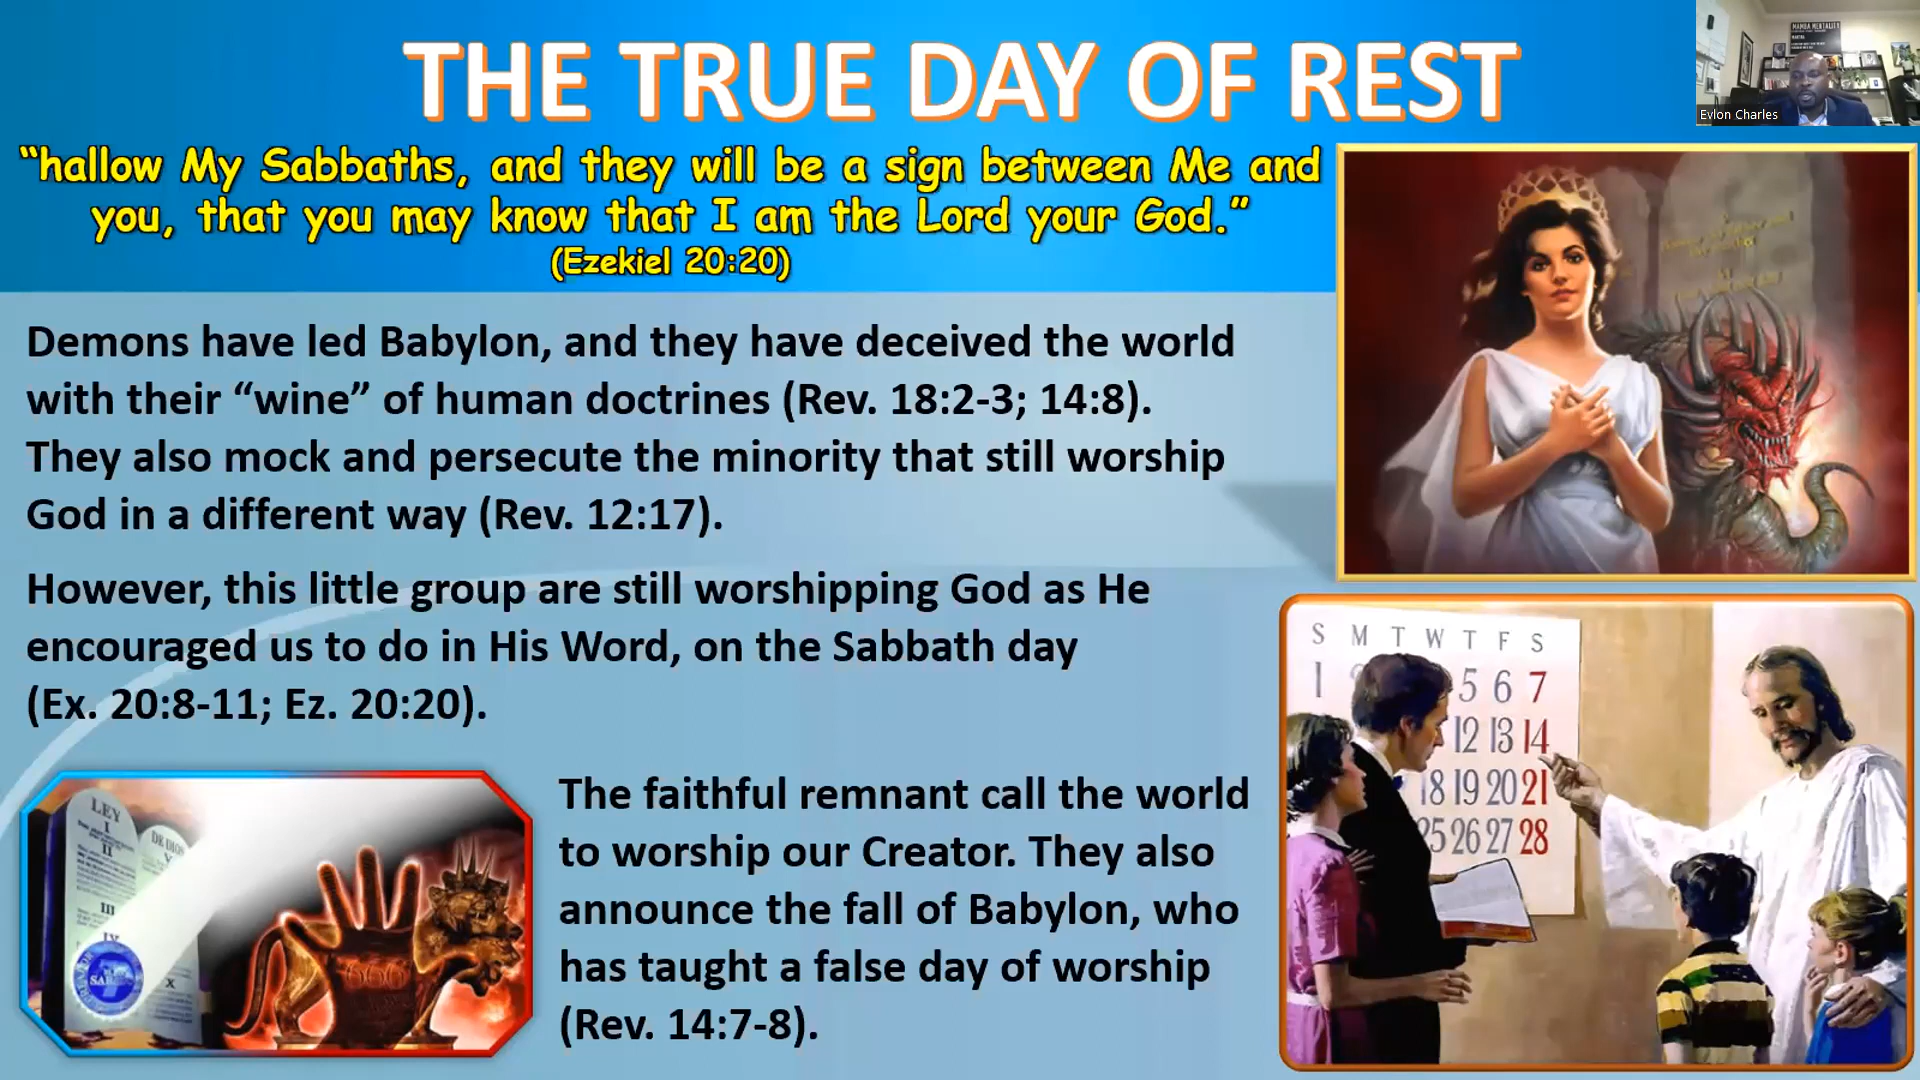 THE TRUE DAY OF REST
MAMBA MENTALITY
Evlon Charles
“hallow My Sabbaths, and they will be a sign between Me and
you, that you may know that I am the Lord your God.”
(Ezekiel 20:20)
Demons have led Babylon, and they have deceived the world
with their “wine” of human doctrines (Rev. 18:2-3; 14:8).
They also mock and persecute the minority that still worship
God in a different way (Rev. 12:17).
However, this little group are still worshipping God as He
encouraged us to do in His Word, on the Sabbath day
(Ex. 20:8-11; Ez. 20:20).
S M T W T F S
1 5 6 7
12 13 14
18 19 20 21
25 26 27 28
LEY
I
II
III
IV
DE DIOS
V
X
7
666
The faithful remnant call the world
to worship our Creator. They also
announce the fall of Babylon, who
has taught a false day of worship
(Rev. 14:7-8).